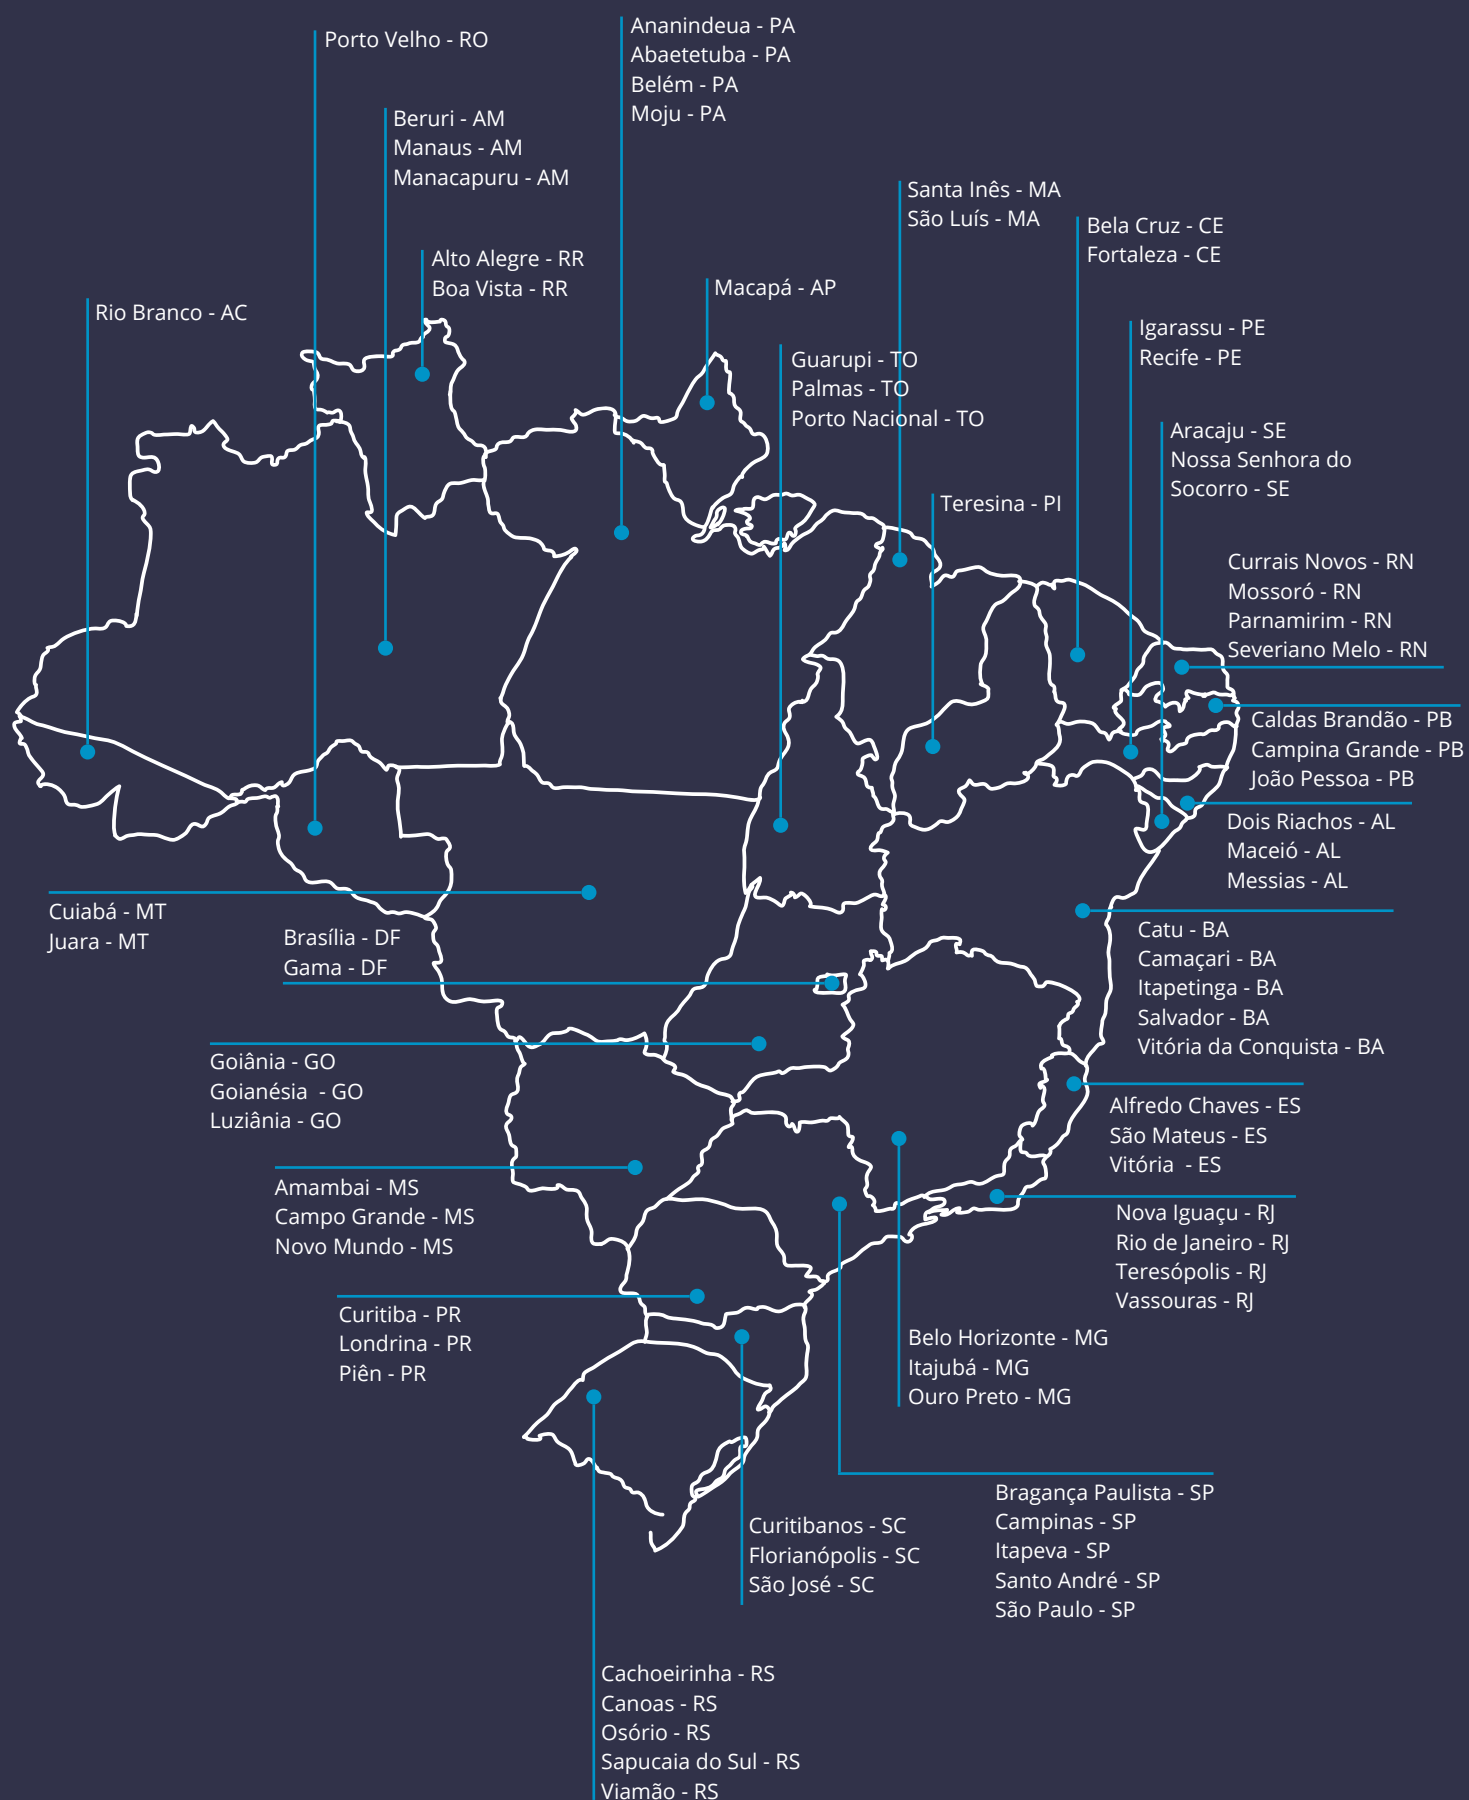 Porto Velho - RO
Ananindeua - PA
Abaetetuba - PA
Belém - PA
Moju - PA
Beruri - AM
Manaus - AM
Manacapuru - AM
Santa Inês - MA
São Luís - MA
Bela Cruz - CE
Fortaleza - CE
Alto Alegre - RR
Boa Vista - RR
Macapá - AP
Rio Branco - AC
Igarassu - PE
Recife - PE
Guarupi - TO
Palmas - TO
Porto Nacional - TO
Aracaju - SE
Nossa Senhora do
Socorro - SE
Teresina - PI
Currais Novos - RN
Mossoró - RN
Parnamirim - RN
Severiano Melo - RN
Caldas Brandão - PB
Campina Grande - PB
João Pessoa - PB
Dois Riachos - AL
Maceió - AL
Messias - AL
Cuiabá - MT
Juara - MT
Brasília - DF
Gama - DF
Catu - BA
Camaçari - BA
Itapetinga - BA
Salvador - BA
Vitória da Conquista - BA
Goiânia - GO
Goianésia  - GO
Luziânia - GO
Alfredo Chaves - ES
São Mateus - ES
Vitória  - ES
Amambai - MS
Campo Grande - MS
Novo Mundo - MS
Nova Iguaçu - RJ
Rio de Janeiro - RJ
Teresópolis - RJ
Vassouras - RJ
Curitiba - PR
Londrina - PR
Piên - PR
Belo Horizonte - MG
Itajubá - MG
Ouro Preto - MG
Bragança Paulista - SP
Campinas - SP
Itapeva - SP
Santo André - SP
São Paulo - SP
Curitibanos - SC
Florianópolis - SC
São José - SC
Cachoeirinha - RS
Canoas - RS
Osório - RS
Sapucaia do Sul - RS
Viamão - RS